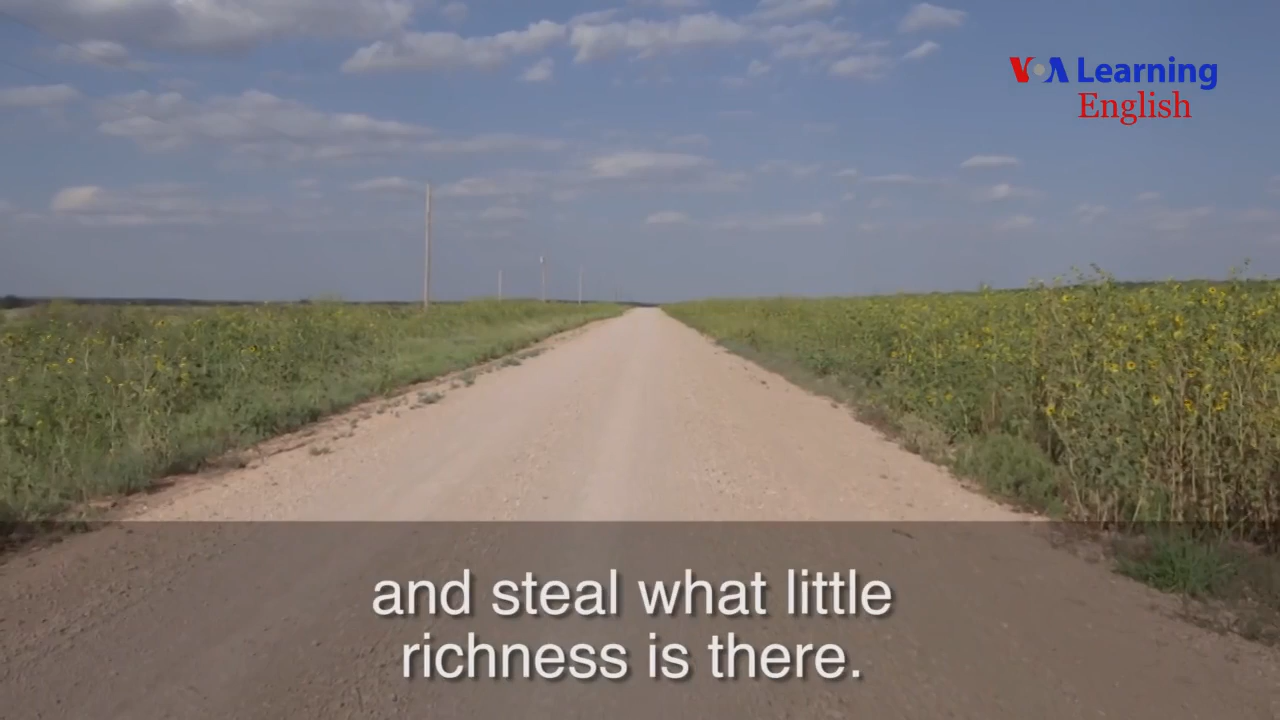 VOA Learning
English
and steal what little
richness is there.